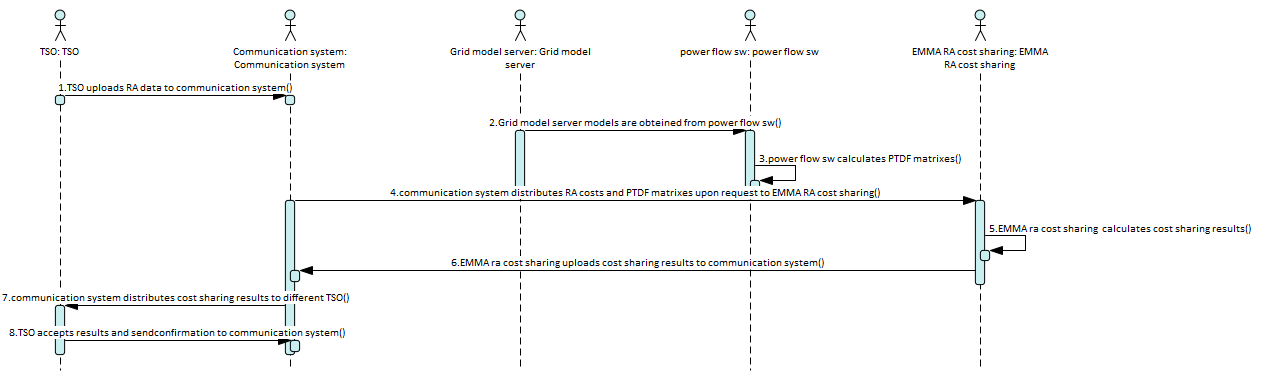 TSO: TSO
Communication system:
Communication system
Grid model server: Grid model
server
power flow sw: power flow sw
EMMA RA cost sharing: EMMA
RA cost sharing
1.TSO uploads RA data to communication system()
2.Grid model server models are obteined from power flow sw()
3.power flow sw calculates PTDF matrixes()
4.communication system distributes RA costs and PTDF matrixes upon request to EMMA RA cost sharing()
5.EMMA ra cost sharing calculates cost sharing results()
6.EMMA ra cost sharing uploads cost sharing results to communication system()
7.communication system distributes cost sharing results to different TSO()
8.TSO accepts results and sendconfirmation to communication system()